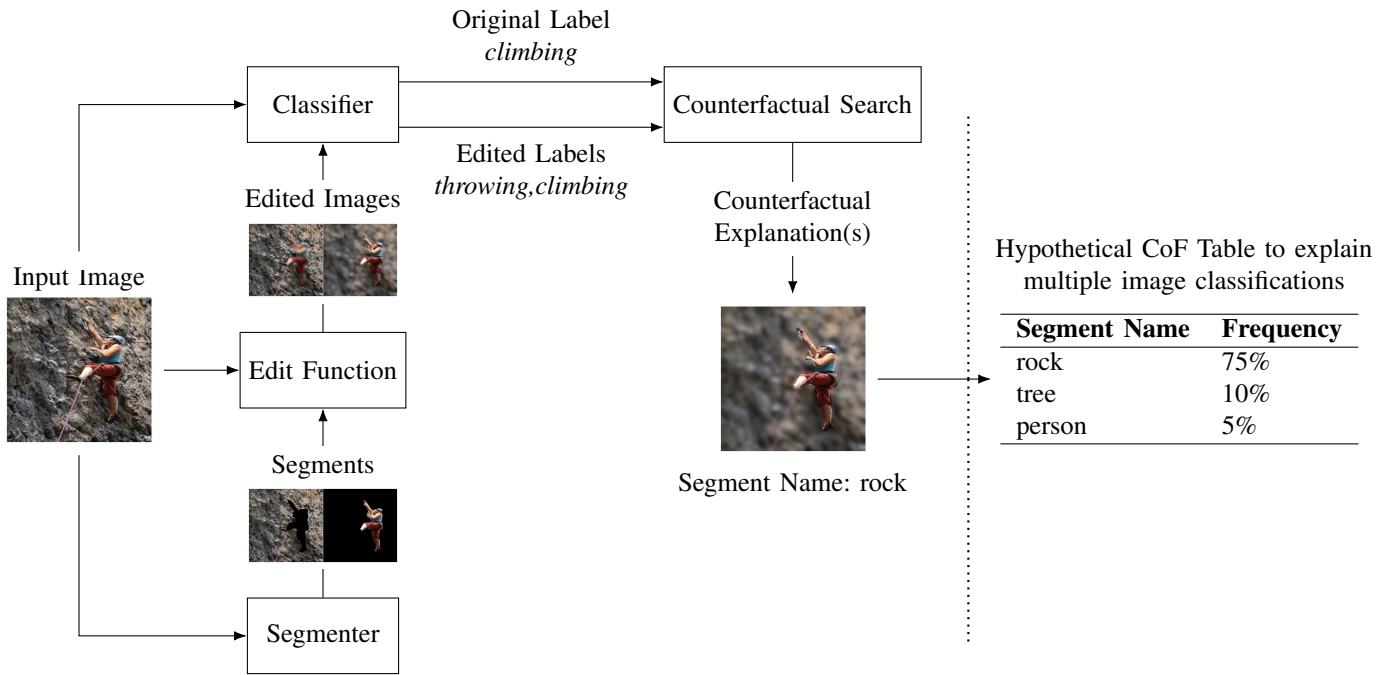 Original Label
climbing
Classifier
Counterfactual Search
Edited Labels
throwing,climbing
Edited Images
Counterfactual
Explanation(s)
Input Image
Edit Function
Hypothetical CoF Table to explain
multiple image classifications
Segment Name Frequency
rock 75%
tree 10%
person 5%
Segments
Segment Name: rock
Segmenter